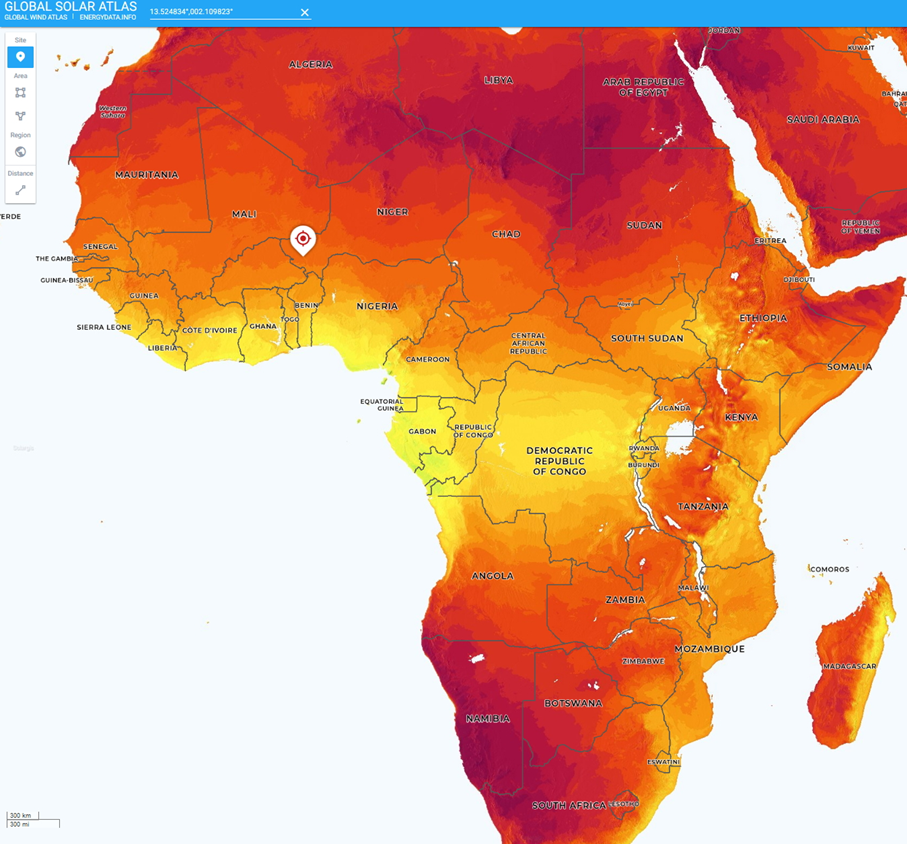 GLOBAL SOLAR ATLAS
GLOBAL WIND ATLAS | ENERGYDATA.INFO
13.524834°,002.109823°
Site
Area
Region
Distance
JORDAN
KUWAIT
ALGERIA
LIBYA
ARAB REPUBLIC
OF EGYPT
BAHRA
Western
Sahara
SAUDI ARABIA
MAURITANIA
MALI
NIGER
CHAD
SUDAN
REPUBLIC
OF YEMEN
ERDE
SENEGAL
ERITREA
THE GAMBIA
GUINEA-BISSAU
DJIBOUTI
GUINEA
BENIN
NIGERIA
TOGO
ETHIOPIA
SIERRA LEONE
CÔTE D'IVOIRE
GHANA
LIBERIA
CENTRAL
AFRICAN
REPUBLIC
SOUTH SUDAN
CAMEROON
SOMALIA
EQUATORIAL
GUINEA
UGANDA
KENYA
GABON
REPUBLIC
OF CONGO
RWANDA
BURUNDI
DEMOCRATIC
REPUBLIC
OF CONGO
TANZANIA
COMOROS
ANGOLA
MALAWI
ZAMBIA
MOZAMBIQUE
ZIMBABWE
MADAGASCAR
BOTSWANA
NAMIBIA
ESWATINI
SOUTH AFRICA
LESOTHO
300 km
300 mi